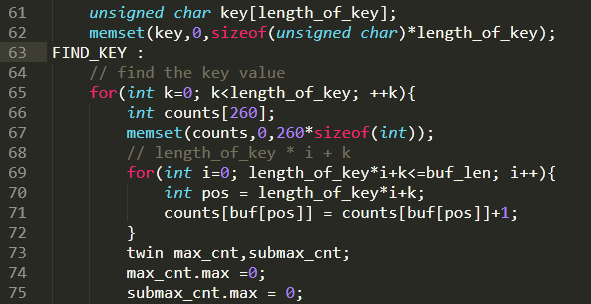 61 unsigned char key[length_of_key];
62 memset(key,0,sizeof(unsigned char)*length_of_key);
63 FIND_KEY :
64 // find the key value
65 for(int k=0; k<length_of_key; ++k){
66 int counts[260];
67 memset(counts,0,260*sizeof(int));
68 // length_of_key * i + k
69 for(int i=0; length_of_key*i+k<=buf_len; i++){
70 int pos = length_of_key*i+k;
71 counts[buf[pos]] = counts[buf[pos]]+1;
72 }
73 twin max_cnt,submax_cnt;
74 max_cnt.max =0;
75 submax_cnt.max = 0;